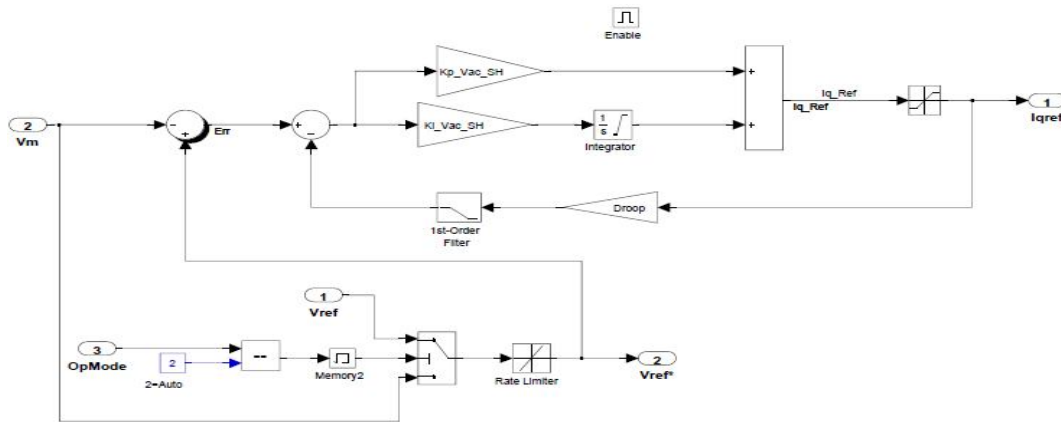 Enable
Kp_Vac_SH
+
Iq_Ref
Iq_Ref
1
Iqref
2
Vm
-
+
Err
+
-
KI_Vac_SH
1
s
Integrator
+
Droop
1st-Order
Filter
1
Vref
3
OpMode
2
2=Auto
--
Memory2
Rate Limiter
2
Vref*